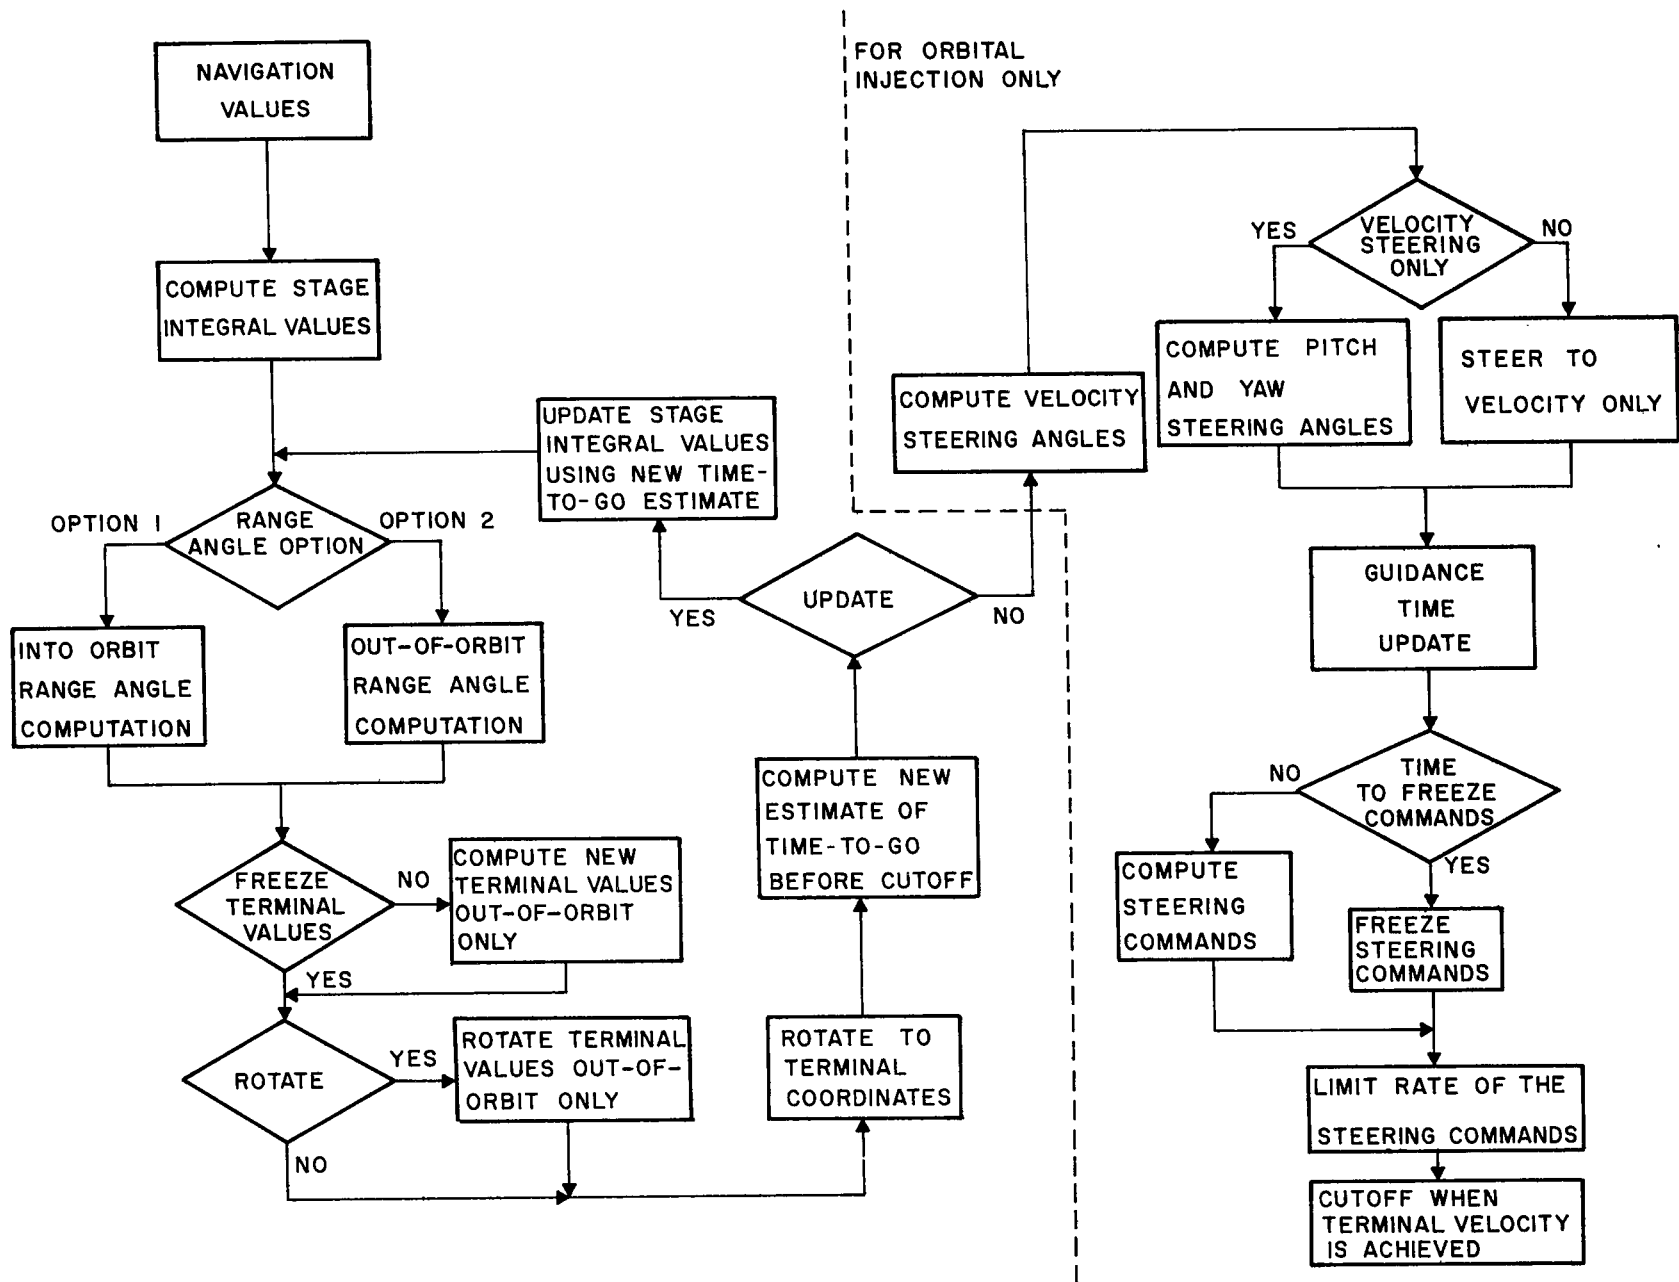 NAVIGATION
VALUES
COMPUTE STAGE
INTEGRAL VALUES
UPDATE STAGE
INTEGRAL VALUES
USING NEW TIME-
TO-GO ESTIMATE
OPTION 1
RANGE
ANGLE OPTION
OPTION 2
INTO ORBIT
RANGE ANGLE
COMPUTATION
OUT-OF-ORBIT
RANGE ANGLE
COMPUTATION
FREEZE
TERMINAL
VALUES
NO
COMPUTE NEW
TERMINAL VALUES
OUT-OF-ORBIT
ONLY
YES
ROTATE
YES
ROTATE TERMINAL
VALUES OUT-OF-
ORBIT ONLY
NO
ROTATE TO
TERMINAL
COORDINATES
COMPUTE NEW
ESTIMATE OF
TIME-TO-GO
BEFORE CUTOFF
UPDATE
YES
NO
FOR ORBITAL
INJECTION ONLY
COMPUTE VELOCITY
STEERING ANGLES
VELOCITY
STEERING
ONLY
YES
NO
COMPUTE PITCH
AND YAW
STEERING ANGLES
STEER TO
VELOCITY ONLY
GUIDANCE
TIME
UPDATE
TIME
TO FREEZE
COMMANDS
NO
YES
COMPUTE
STEERING
COMMANDS
FREEZE
STEERING
COMMANDS
LIMIT RATE OF THE
STEERING COMMANDS
CUTOFF WHEN
TERMINAL VELOCITY
IS ACHIEVED